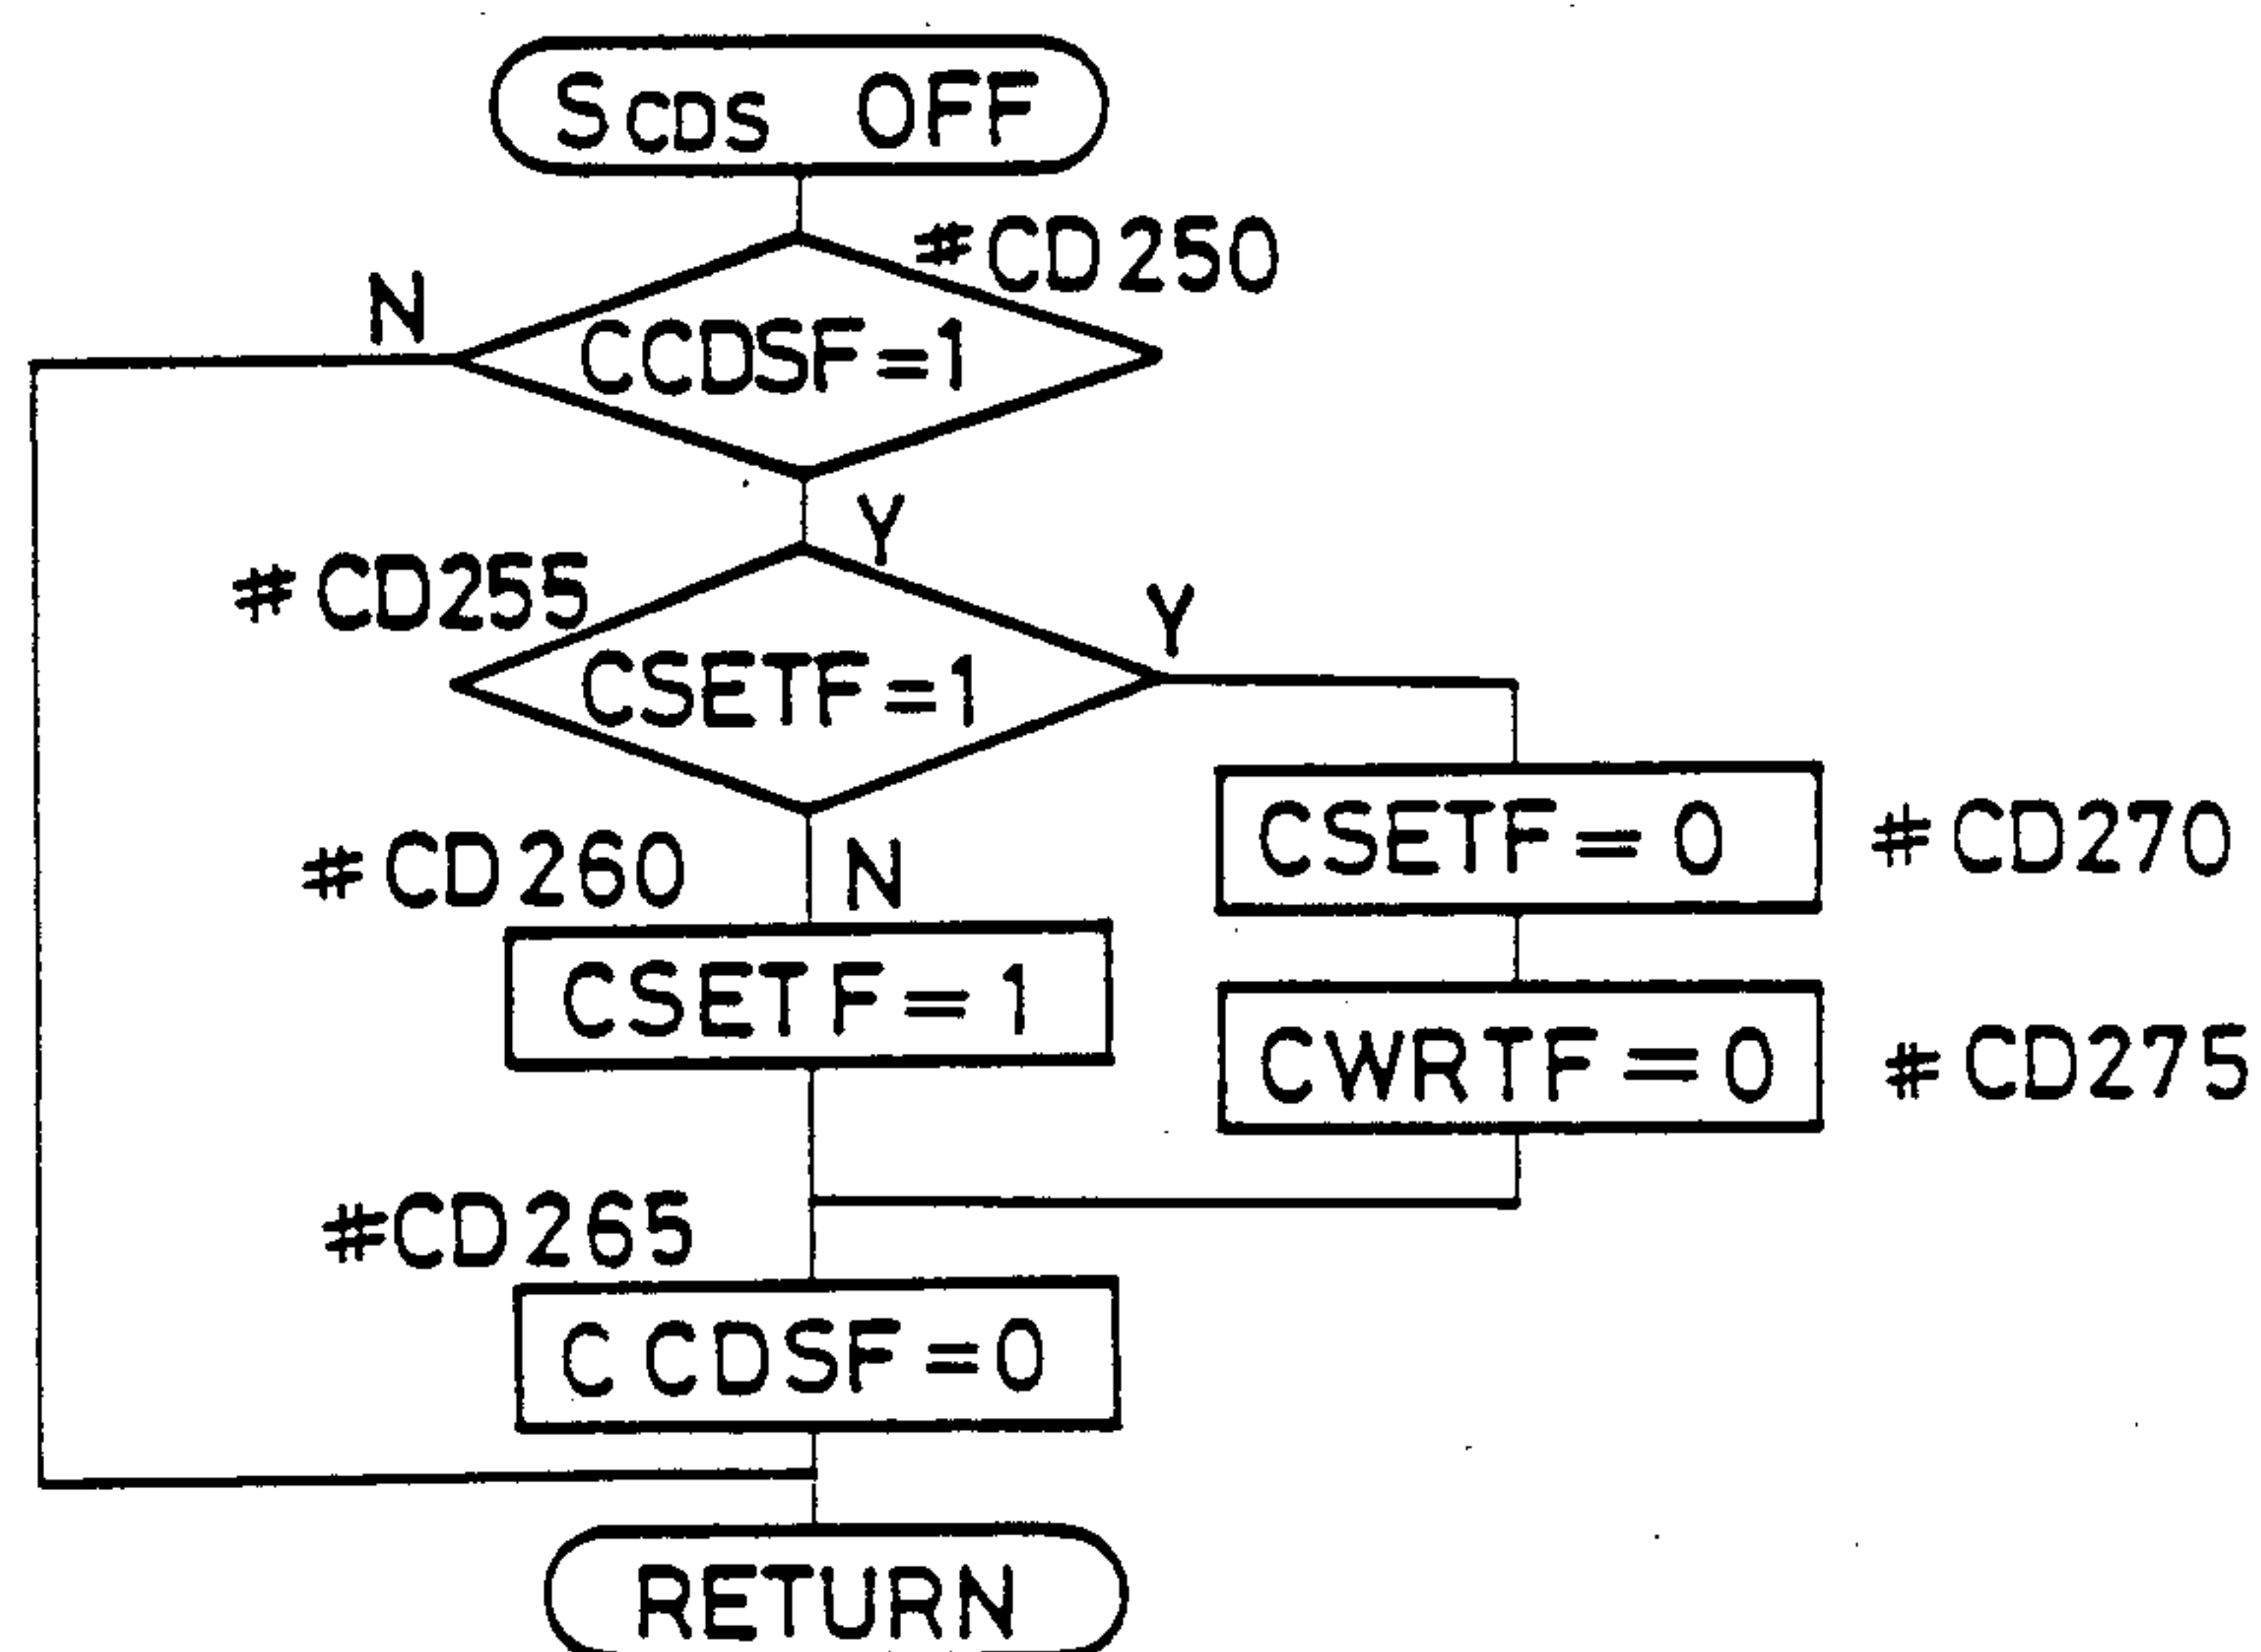 SCDS OFF
#CD250
N
CCDSF=1
Y
#CD255
Y
CSETF=1
#CD260
N
CSETF=0
#CD270
CSETF=1
CWRTF=0
#CD275
#CD265
CCDSF=0
RETURN